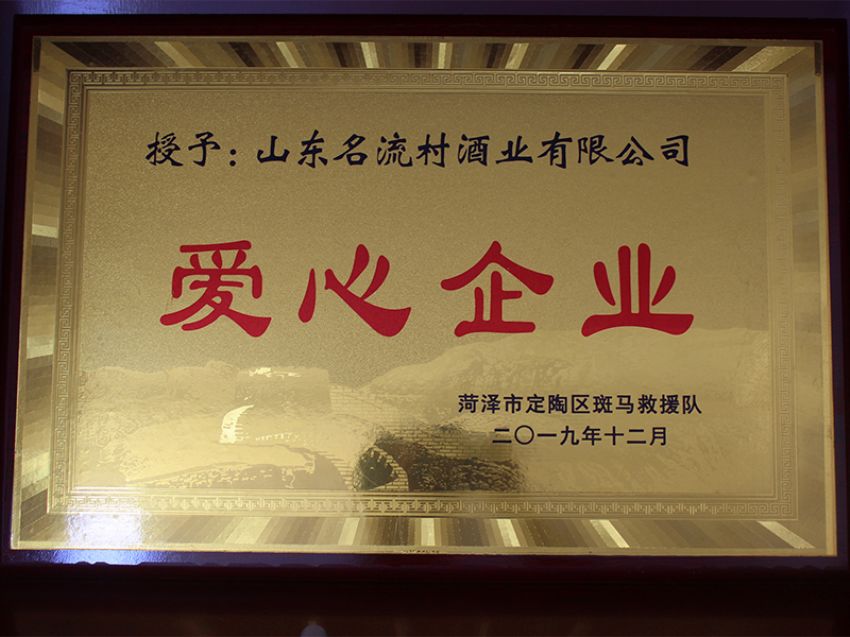 授予：山东名流村酒业有限公司
爱心企业
菏泽市定陶区斑马救援队
二〇一九年十二月